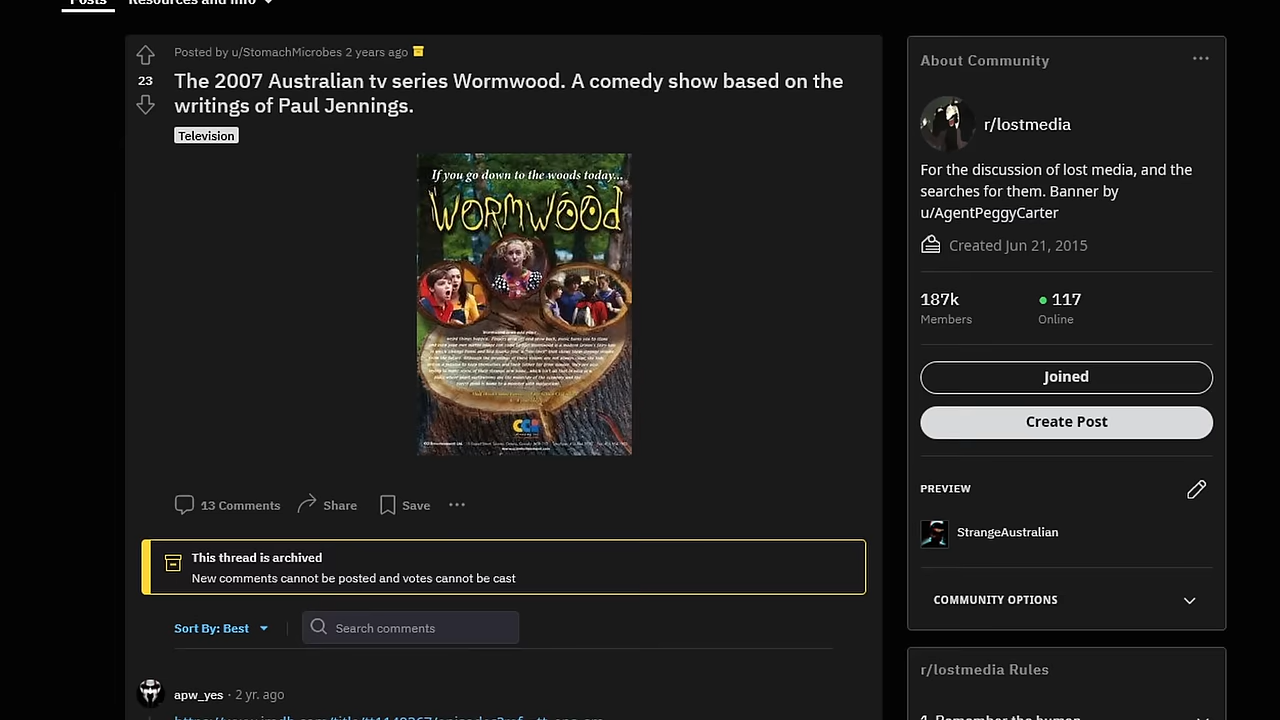 Posts Resources and info
Posted by u/StomachMicrobes 2 years ago
23
The 2007 Australian tv series Wormwood. A comedy show based on the
writings of Paul Jennings.
Television
If you go down to the woods today...
WORMWOOd
13 Comments Share Save
This thread is archived
New comments cannot be posted and votes cannot be cast
Sort By: Best Search comments
apw_yes · 2 yr. ago
About Community
r/lostmedia
For the discussion of lost media, and the
searches for them. Banner by
u/AgentPeggyCarter
Created Jun 21, 2015
187k 117
Members Online
Joined
Create Post
PREVIEW
StrangeAustralian
COMMUNITY OPTIONS
r/lostmedia Rules
1. Remember the human